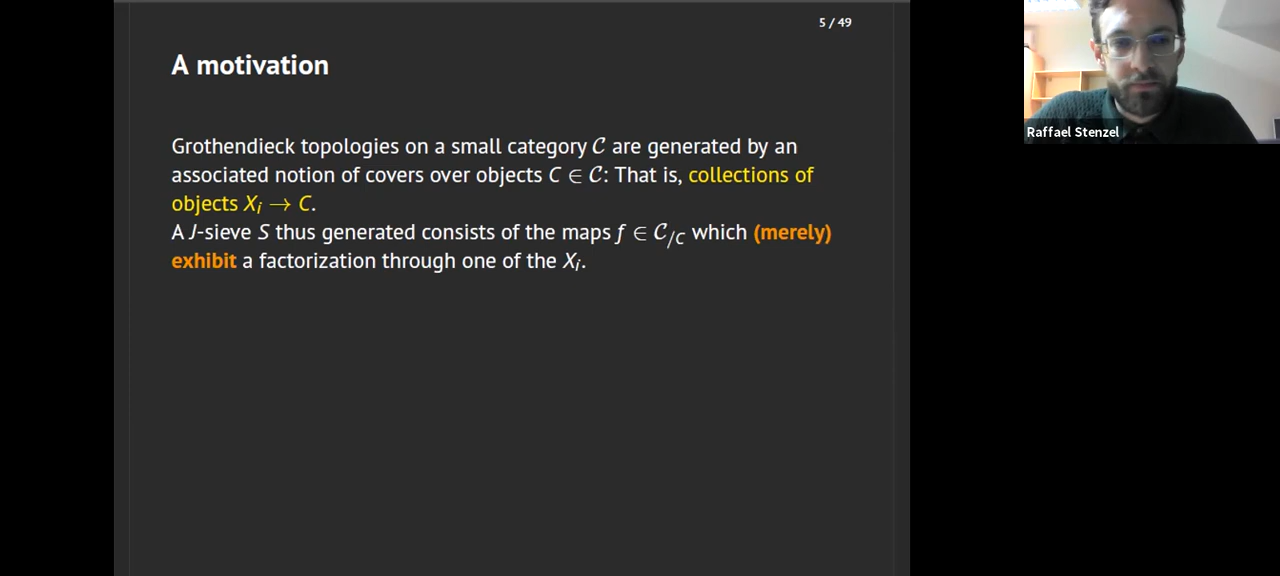 5 / 49
A motivation
Grothendieck topologies on a small category 𝒞 are generated by an
associated notion of covers over objects C ∈ 𝒞: That is, collections of
objects Xᵢ → C.
A J-sieve S thus generated consists of the maps f ∈ 𝒞/C which (merely)
exhibit a factorization through one of the Xᵢ.
Raffael Stenzel